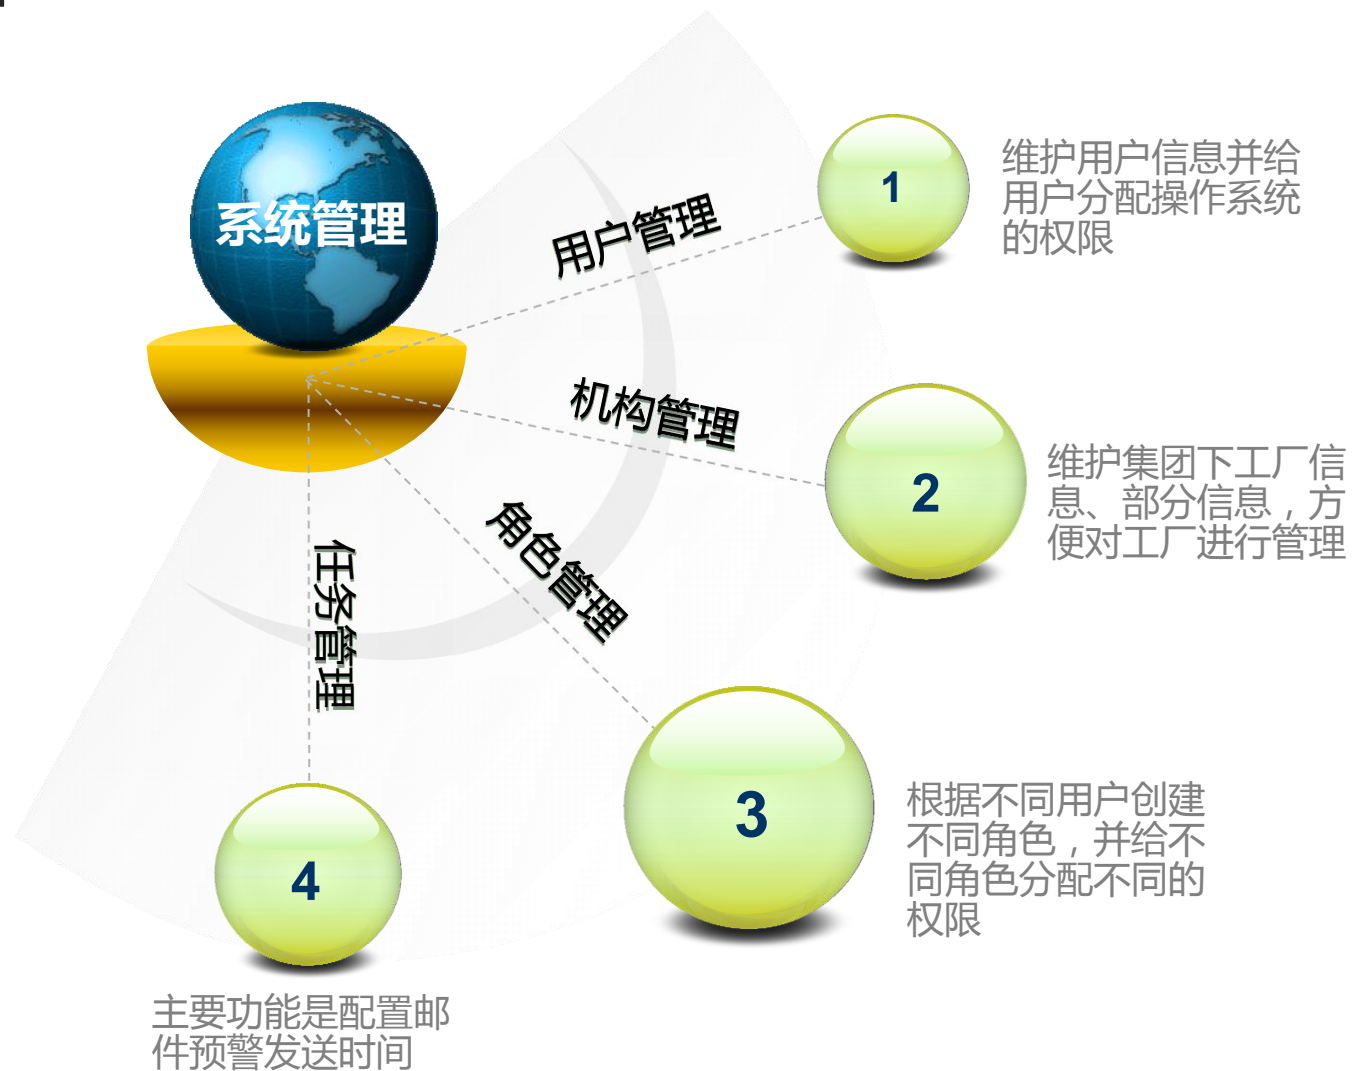 系统管理
用户管理
1
维护用户信息并给
用户分配操作系统
的权限
机构管理
2
维护集团下工厂信
息、部分信息，方
便对工厂进行管理
角色管理
3
根据不同用户创建
不同角色，并给不
同角色分配不同的
权限
任务管理
4
主要功能是配置邮
件预警发送时间